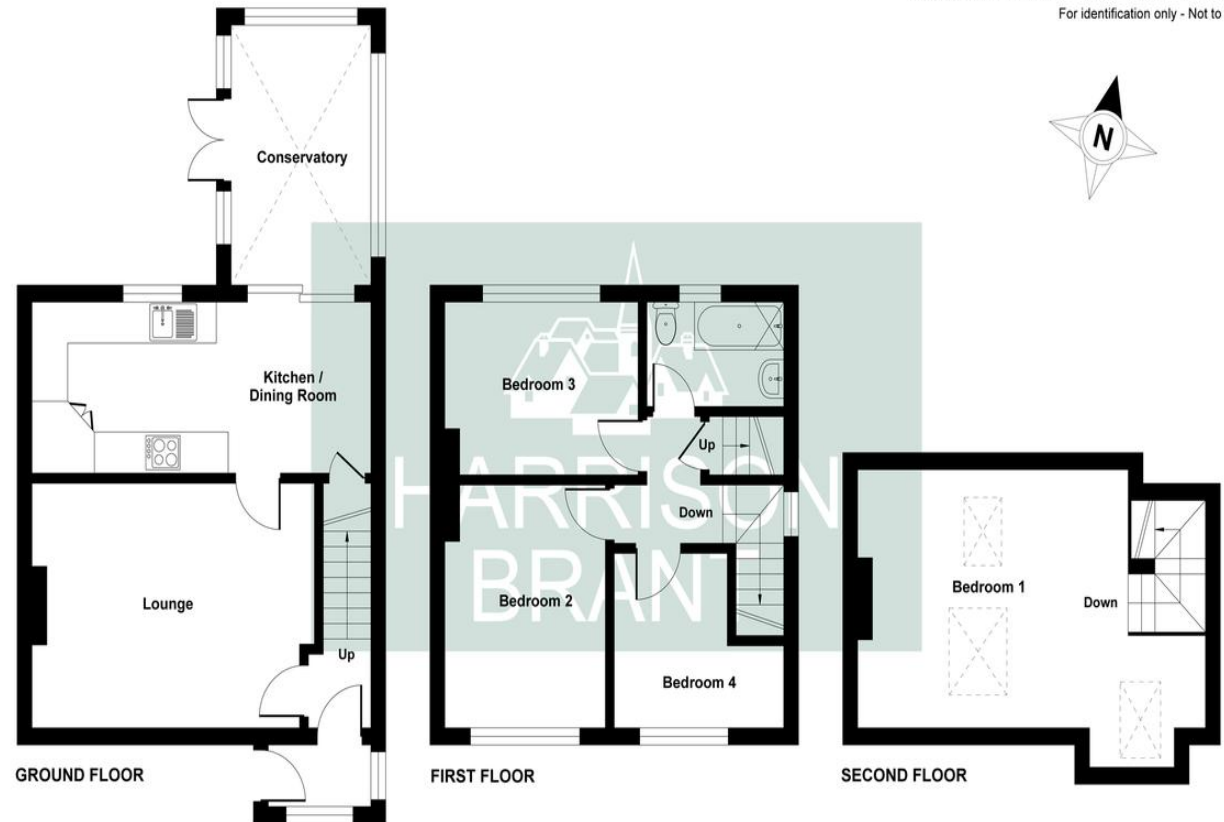 For identification only - Not to
N
Conservatory
Kitchen /
Dining Room
Lounge
Up
GROUND FLOOR
Bedroom 3
Up
Down
Bedroom 2
Bedroom 4
FIRST FLOOR
Bedroom 1
Down
SECOND FLOOR
HARRISON
BRANT